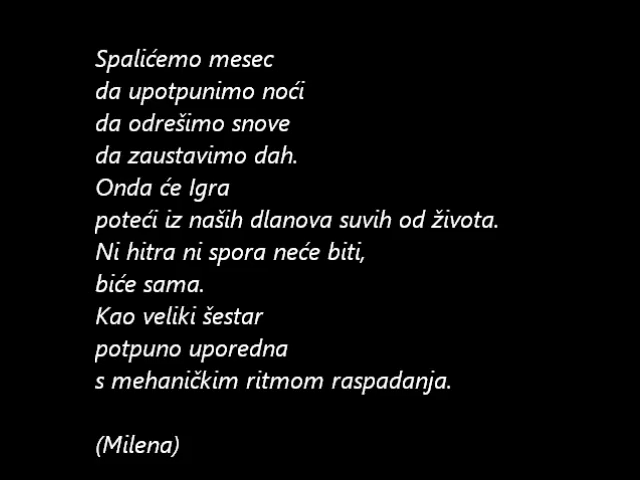 Spalićemo mesec
da upotpunimo noći
da odrešimo snove
da zaustavimo dah.
Onda će Igra
poteći iz naših dlanova suvih od života.
Ni hitra ni spora neće biti,
biće sama.
Kao veliki šestar
potpuno uporedna
s mehaničkim ritmom raspadanja.
(Milena)